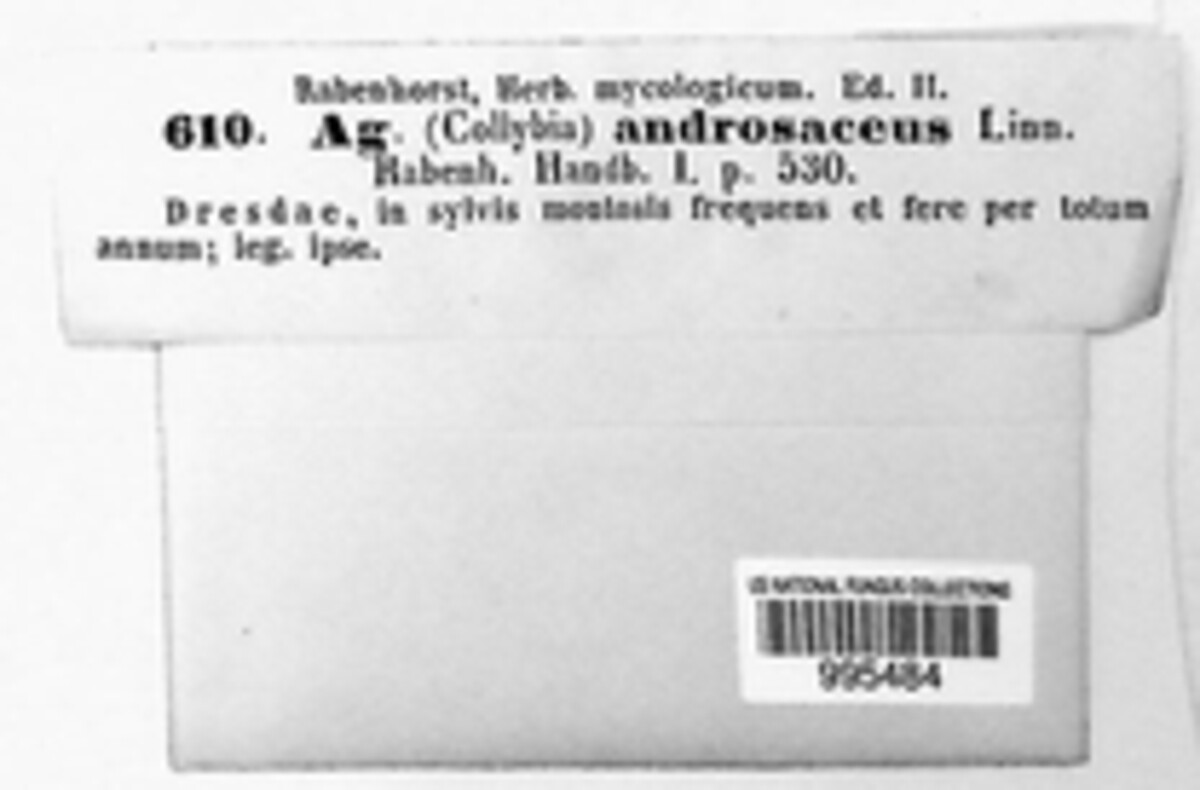 Rabenhorst, Herb. mycologicum. Ed. II.
610. Ag. (Collybia) androsaceus Linn.
Rabenh. Handb. I. p. 530.
Dresdae, in sylvis montosis frequens et fere per totum
annum; leg. ipse.
US NATIONAL FUNGUS COLLECTIONS
995484